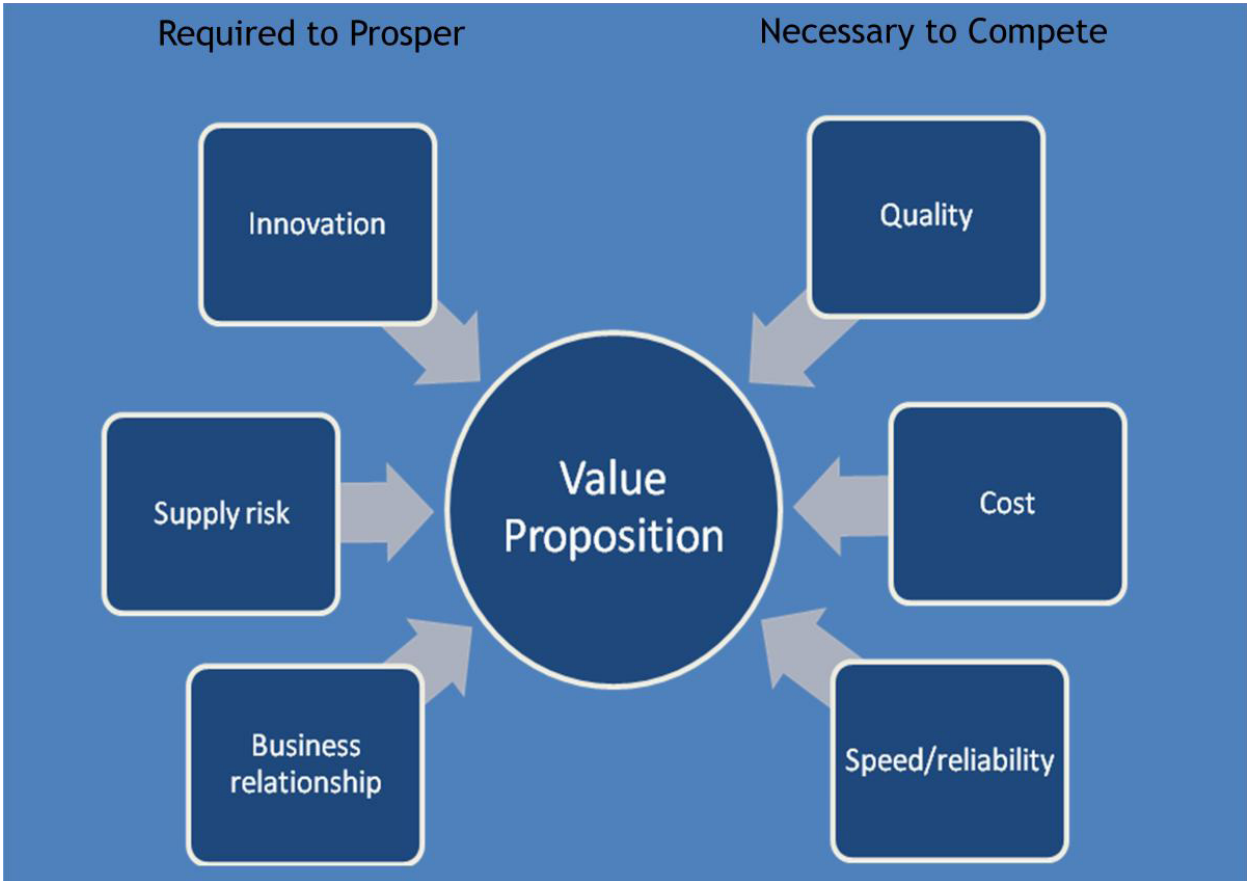 Required to Prosper
Necessary to Compete
Innovation
Quality
Supply risk
Value
Proposition
Cost
Business
relationship
Speed/reliability